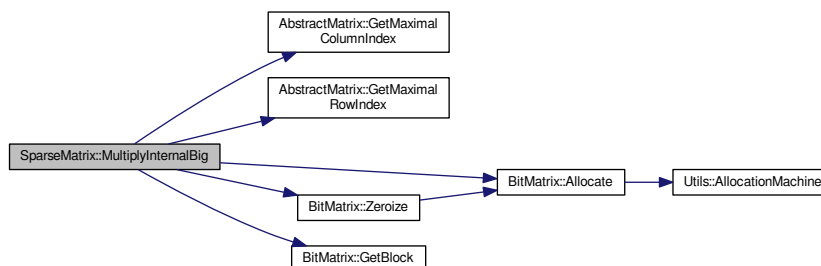 AbstractMatrix::GetMaximal
ColumnIndex
AbstractMatrix::GetMaximal
RowIndex
SparseMatrix::MultiplyInternalBig
BitMatrix::Allocate
Utils::AllocationMachine
BitMatrix::Zeroize
BitMatrix::GetBlock